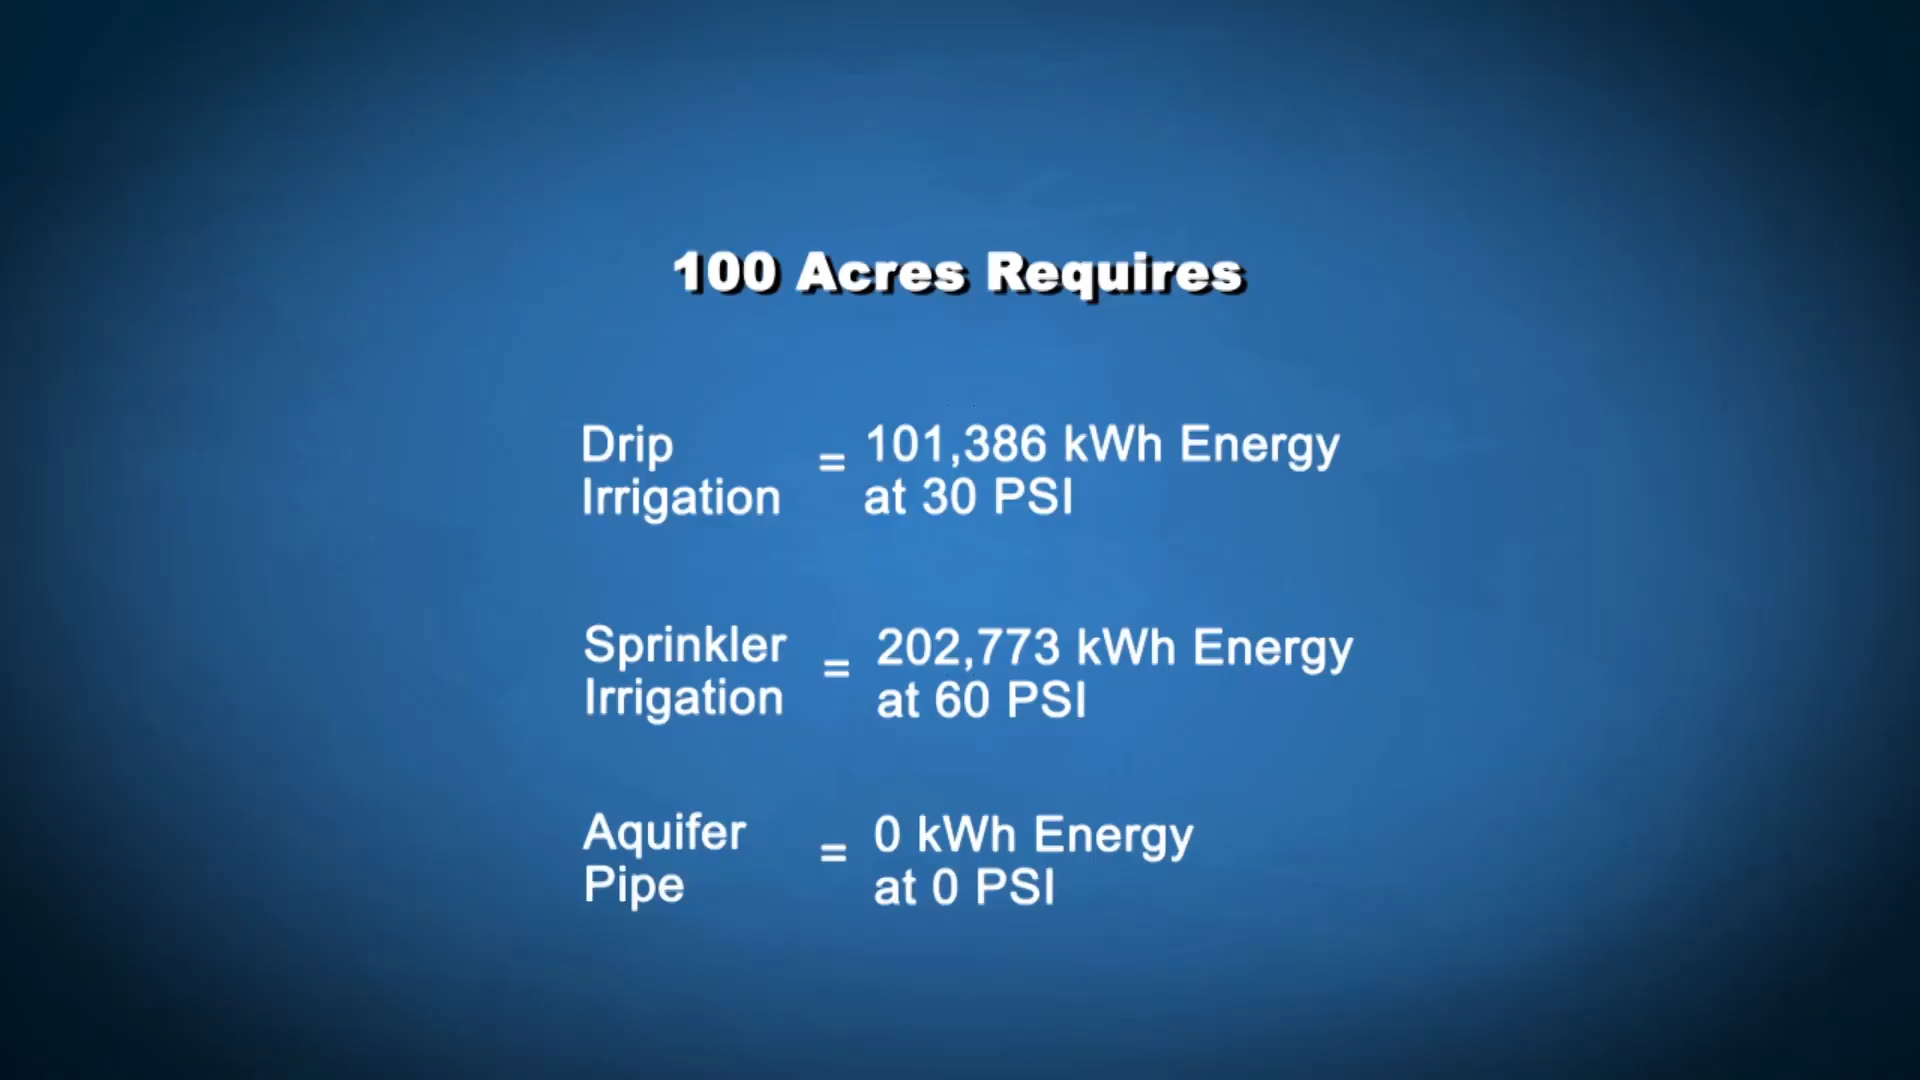 100 Acres Requires
Drip
Irrigation
=
101,386 kWh Energy
at 30 PSI
Sprinkler
Irrigation
=
202,773 kWh Energy
at 60 PSI
Aquifer
Pipe
=
0 kWh Energy
at 0 PSI